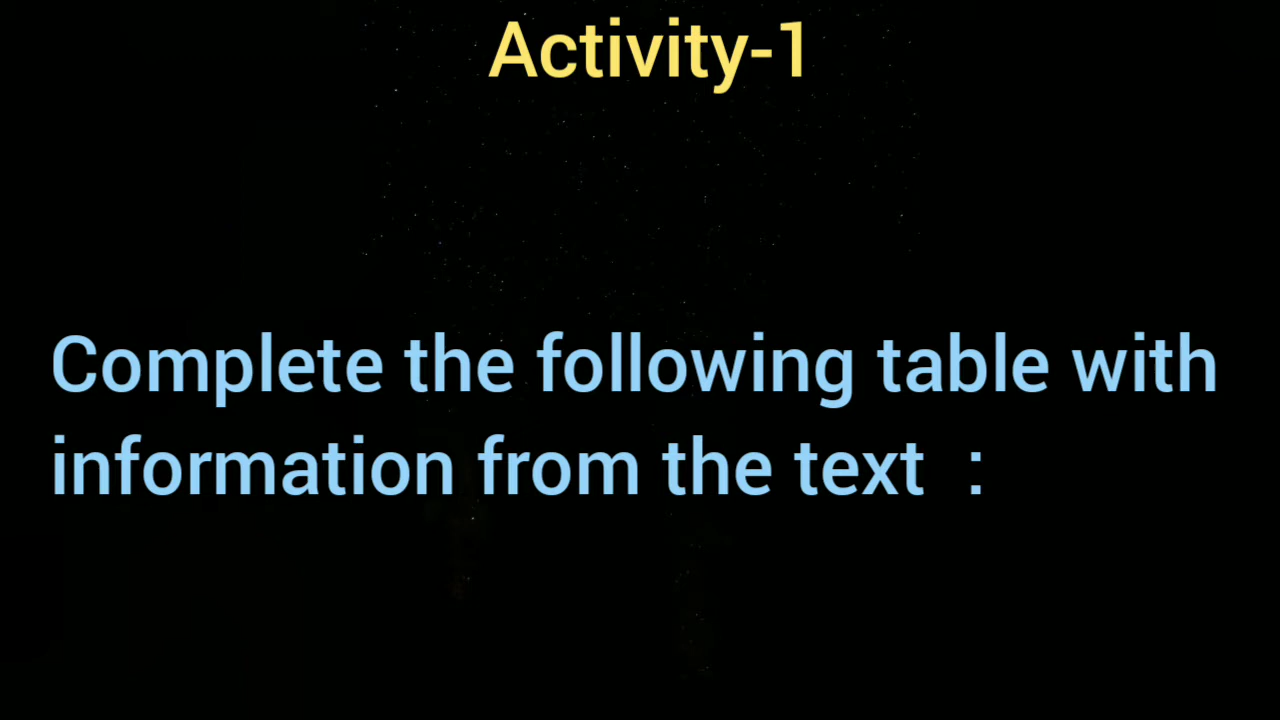 Activity-1
Complete the following table with
information from the text :